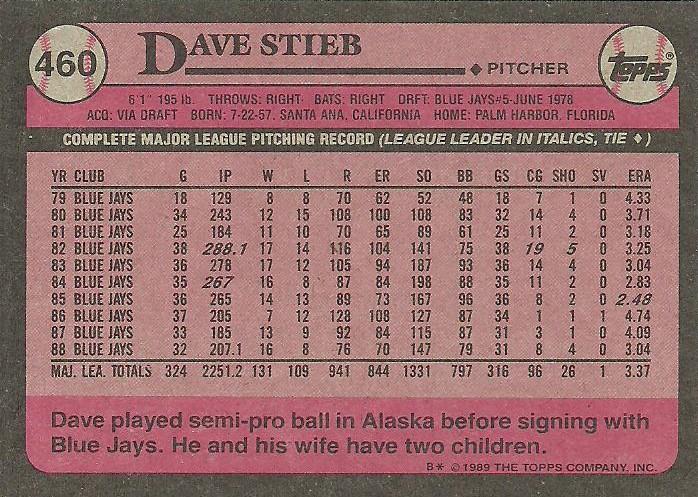 460 DAVE STIEB
PITCHER TOPPS
6'1" 195 lb. THROWS: RIGHT BATS: RIGHT DRFT: BLUE JAYS #5-JUNE 1978
ACQ: VIA DRAFT BORN: 7-22-57, SANTA ANA, CALIFORNIA HOME: PALM HARBOR, FLORIDA
COMPLETE MAJOR LEAGUE PITCHING RECORD (LEAGUE LEADER IN ITALICS, TIE ♦)
YR CLUB G IP W L R ER SO BB GS CG SHO SV ERA
79 BLUE JAYS 18 129 8 8 70 62 52 48 18 7 1 0 4.33
80 BLUE JAYS 34 243 12 15 108 100 108 83 32 14 4 0 3.71
81 BLUE JAYS 25 184 11 10 70 65 89 61 25 11 2 0 3.18
82 BLUE JAYS 38 288.1 17 14 116 104 141 75 38 19 5 0 3.25
83 BLUE JAYS 36 278 17 12 105 94 187 93 36 14 4 0 3.04
84 BLUE JAYS 35 267 16 8 87 84 198 88 35 11 2 0 2.83
85 BLUE JAYS 36 265 14 13 89 73 167 96 36 8 2 0 2.48
86 BLUE JAYS 37 205 7 12 128 108 127 87 34 1 1 1 4.74
87 BLUE JAYS 33 185 13 9 92 84 115 87 31 3 1 0 4.09
88 BLUE JAYS 32 207.1 16 8 76 70 147 79 31 8 4 0 3.04
MAJ. LEA. TOTALS 324 2251.2 131 109 941 844 1331 797 316 96 26 1 3.37
Dave played semi-pro ball in Alaska before signing with
Blue Jays. He and his wife have two children.
B* © 1989 THE TOPPS COMPANY, INC.